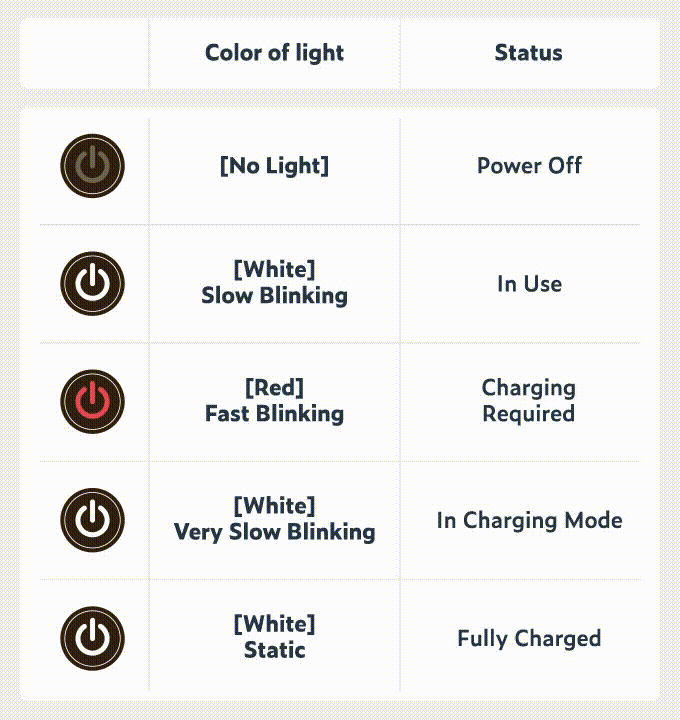 Color of light
Status
[No Light]
Power Off
[White]
Slow Blinking
In Use
[Red]
Fast Blinking
Charging
Required
[White]
Very Slow Blinking
In Charging Mode
[White]
Static
Fully Charged